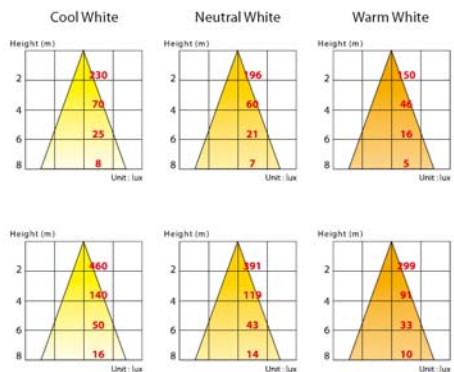 Cool White Neutral White Warm White
Height (m) Height (m) Height (m)
2 230 2 196 2 150
4 70 4 60 4 46
6 25 6 21 6 16
8 8 8 7 8 5
Unit : lux Unit : lux Unit : lux
Height (m) Height (m) Height (m)
2 460 2 391 2 299
4 140 4 119 4 91
6 50 6 43 6 33
8 16 8 14 8 10
Unit : lux Unit : lux Unit : lux